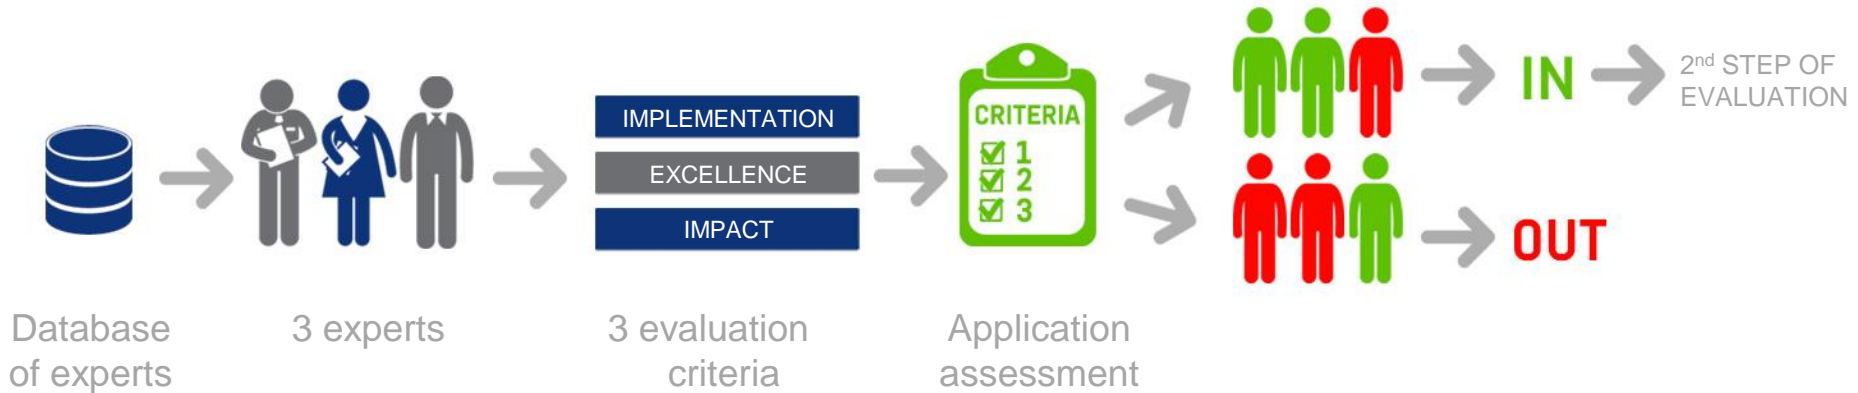 IMPLEMENTATION
EXCELLENCE
IMPACT
CRITERIA
1
2
3
IN
2nd STEP OF
EVALUATION
OUT
Database
of experts
3 experts
3 evaluation
criteria
Application
assessment